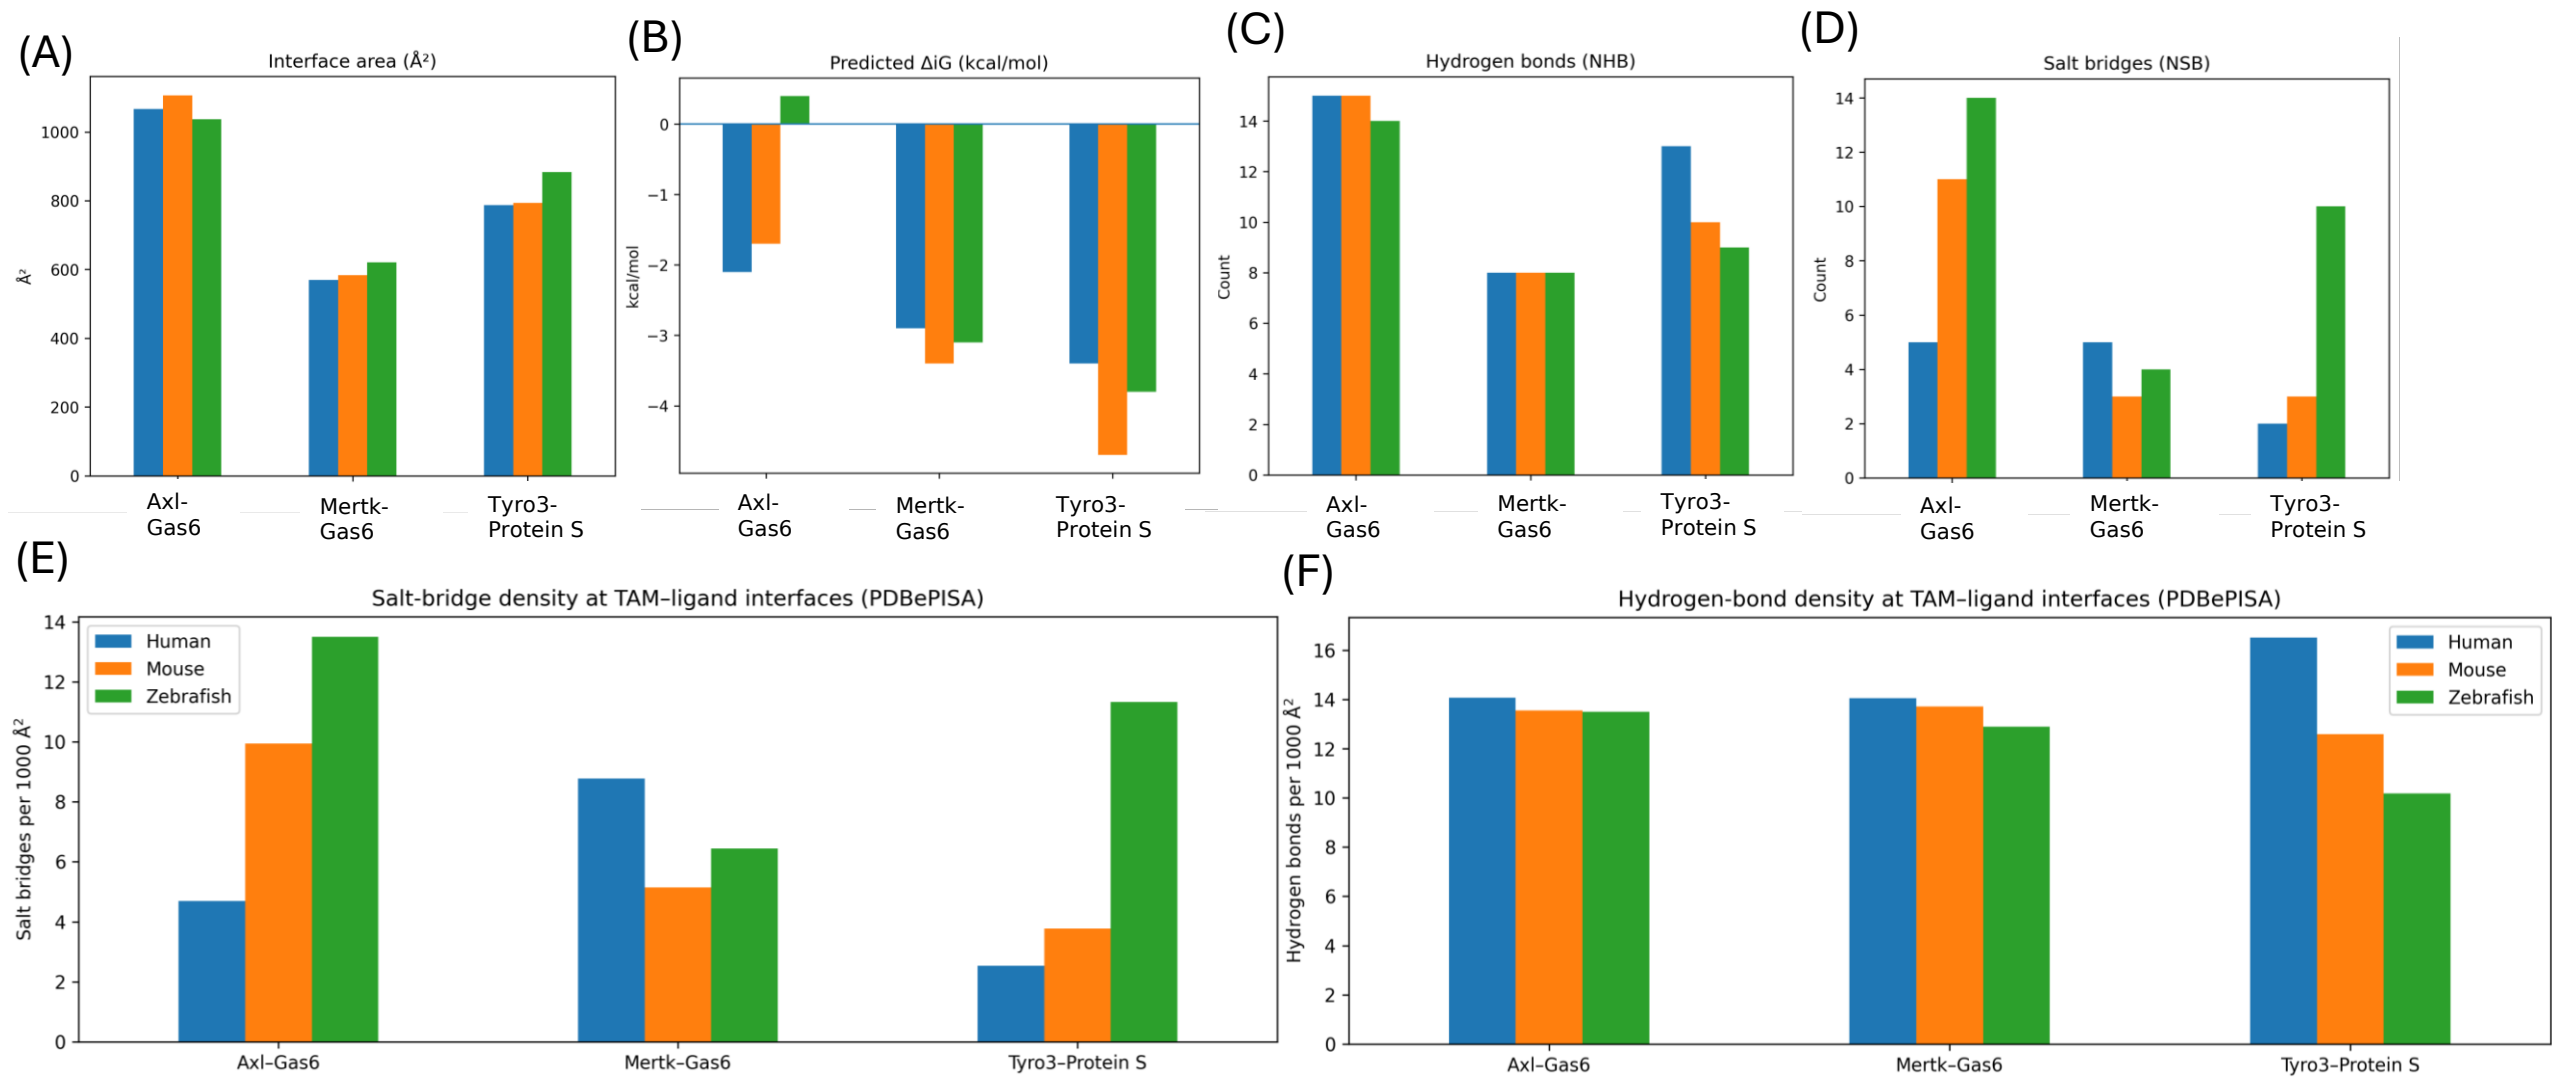 (A)
Interface area (Å²)
Å²
1000
800
600
400
200
0
Axl-
Gas6
Mertk-
Gas6
Tyro3-
Protein S
(B)
Predicted ΔiG (kcal/mol)
kcal/mol
0
−1
−2
−3
−4
Axl-
Gas6
Mertk-
Gas6
Tyro3-
Protein S
(C)
Hydrogen bonds (NHB)
Count
14
12
10
8
6
4
2
0
Axl-
Gas6
Mertk-
Gas6
Tyro3-
Protein S
(D)
Salt bridges (NSB)
Count
14
12
10
8
6
4
2
0
Axl-
Gas6
Mertk-
Gas6
Tyro3-
Protein S
(E)
Salt-bridge density at TAM–ligand interfaces (PDBePISA)
Salt bridges per 1000 Å²
14
12
10
8
6
4
2
0
Human
Mouse
Zebrafish
Axl–Gas6
Mertk–Gas6
Tyro3–Protein S
(F)
Hydrogen-bond density at TAM–ligand interfaces (PDBePISA)
Hydrogen bonds per 1000 Å²
16
14
12
10
8
6
4
2
0
Human
Mouse
Zebrafish
Axl–Gas6
Mertk–Gas6
Tyro3–Protein S